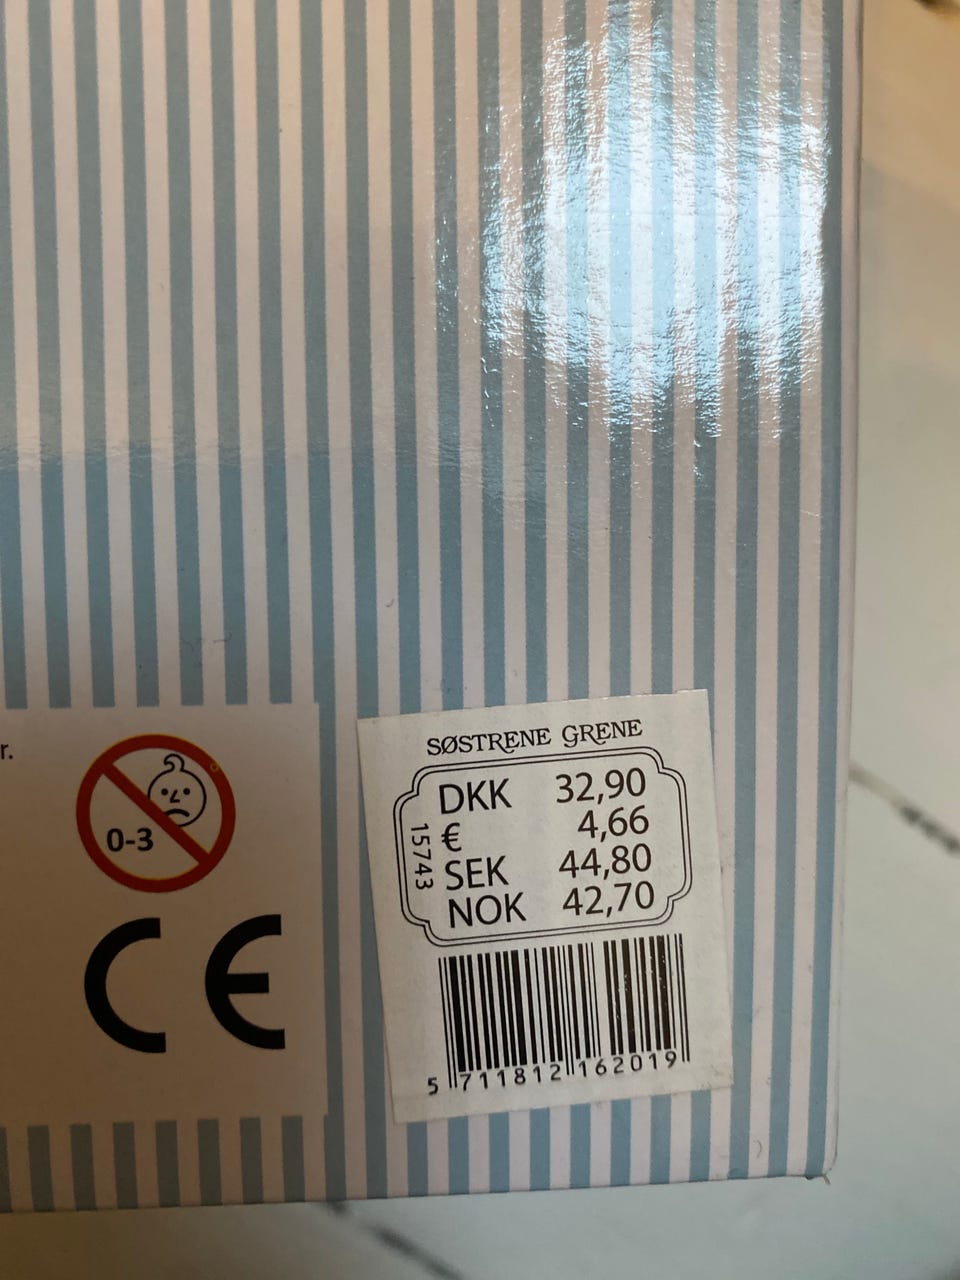 r.
0-3
CE
SØSTRENE GRENE
DKK 32,90
€ 4,66
SEK 44,80
NOK 42,70
15743
5 711812 162019